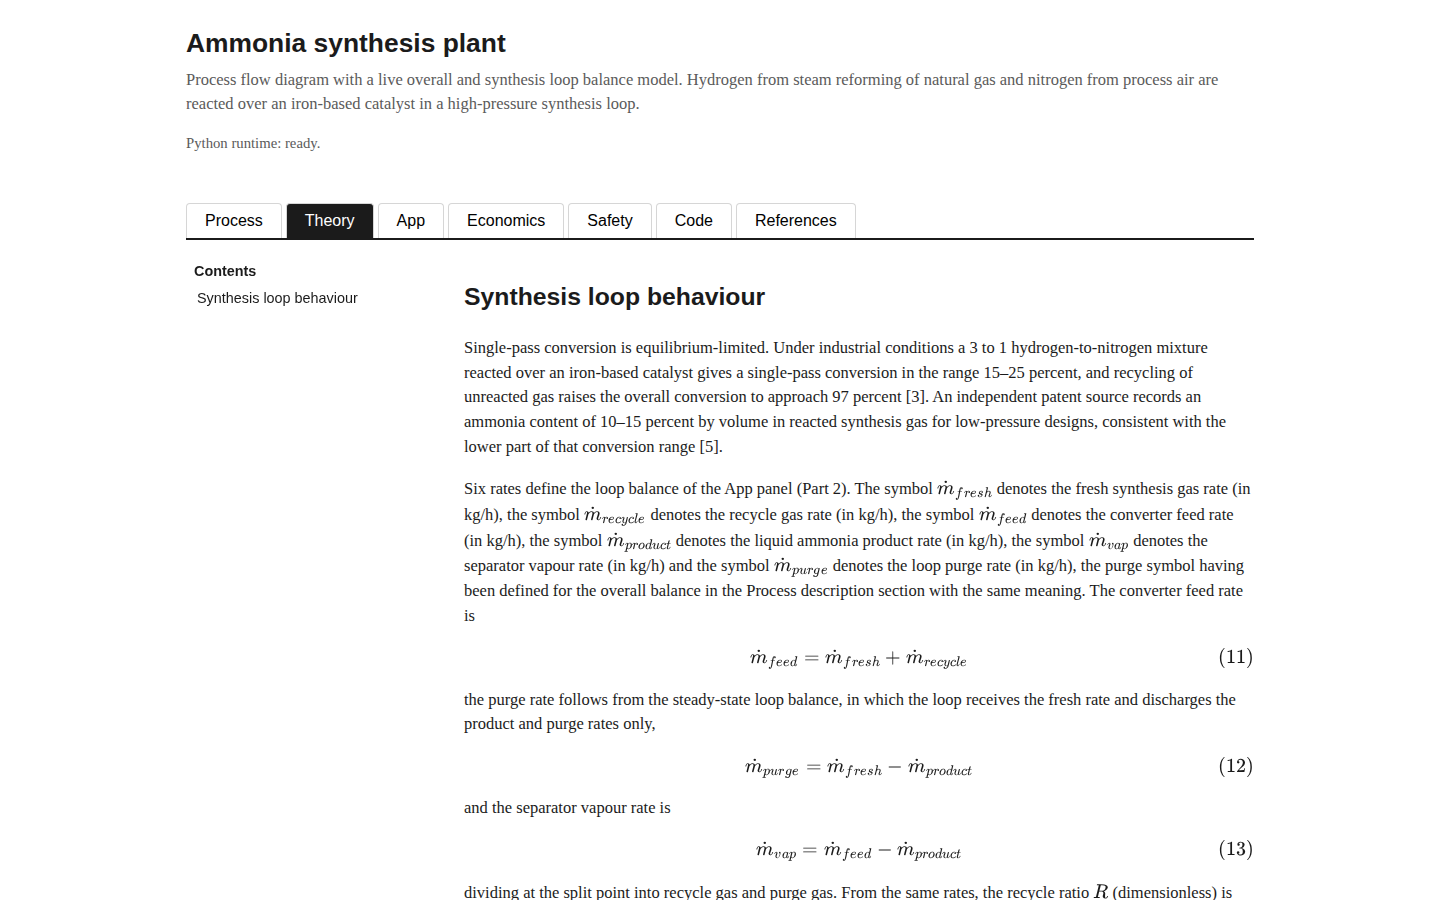 Ammonia synthesis plant
Process flow diagram with a live overall and synthesis loop balance model. Hydrogen from steam reforming of natural gas and nitrogen from process air are
reacted over an iron-based catalyst in a high-pressure synthesis loop.
Python runtime: ready.
Process Theory App Economics Safety Code References
Contents
Synthesis loop behaviour
Synthesis loop behaviour
Single-pass conversion is equilibrium-limited. Under industrial conditions a 3 to 1 hydrogen-to-nitrogen mixture
reacted over an iron-based catalyst gives a single-pass conversion in the range 15–25 percent, and recycling of
unreacted gas raises the overall conversion to approach 97 percent [3]. An independent patent source records an
ammonia content of 10–15 percent by volume in reacted synthesis gas for low-pressure designs, consistent with the
lower part of that conversion range [5].
Six rates define the loop balance of the App panel (Part 2). The symbol ṁ_fresh denotes the fresh synthesis gas rate (in
kg/h), the symbol ṁ_recycle denotes the recycle gas rate (in kg/h), the symbol ṁ_feed denotes the converter feed rate
(in kg/h), the symbol ṁ_product denotes the liquid ammonia product rate (in kg/h), the symbol ṁ_vap denotes the
separator vapour rate (in kg/h) and the symbol ṁ_purge denotes the loop purge rate (in kg/h), the purge symbol having
been defined for the overall balance in the Process description section with the same meaning. The converter feed rate
is
ṁ_feed = ṁ_fresh + ṁ_recycle (11)
the purge rate follows from the steady-state loop balance, in which the loop receives the fresh rate and discharges the
product and purge rates only,
ṁ_purge = ṁ_fresh − ṁ_product (12)
and the separator vapour rate is
ṁ_vap = ṁ_feed − ṁ_product (13)
dividing at the split point into recycle gas and purge gas. From the same rates, the recycle ratio R (dimensionless) is